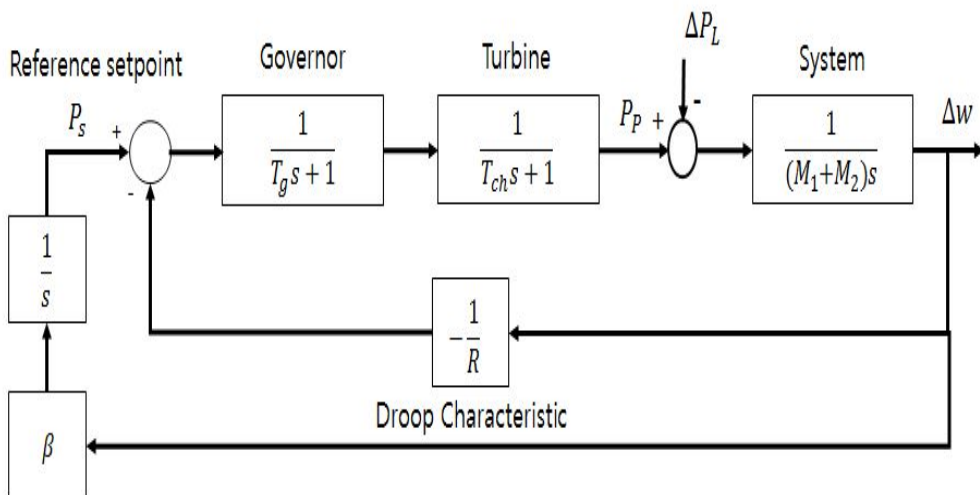 Reference setpoint
Governor
Turbine
ΔP_L
System
P_s
+
-
1
T_g s + 1
1
T_ch s + 1
P_P +
-
1
(M_1+M_2)s
Δw
1
s
-
1
R
β
Droop Characteristic